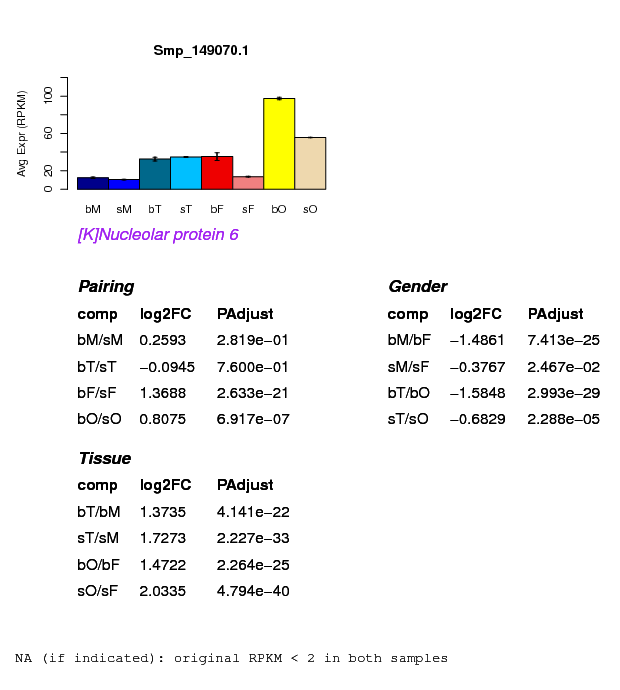 Smp_149070.1
Avg Expr (RPKM)
100
60
20
0
bM sM bT sT bF sF bO sO
[K]Nucleolar protein 6
Pairing
comp log2FC PAdjust
bM/sM 0.2593 2.819e−01
bT/sT −0.0945 7.600e−01
bF/sF 1.3688 2.633e−21
bO/sO 0.8075 6.917e−07
Gender
comp log2FC PAdjust
bM/bF −1.4861 7.413e−25
sM/sF −0.3767 2.467e−02
bT/bO −1.5848 2.993e−29
sT/sO −0.6829 2.288e−05
Tissue
comp log2FC PAdjust
bT/bM 1.3735 4.141e−22
sT/sM 1.7273 2.227e−33
bO/bF 1.4722 2.264e−25
sO/sF 2.0335 4.794e−40
NA (if indicated): original RPKM < 2 in both samples